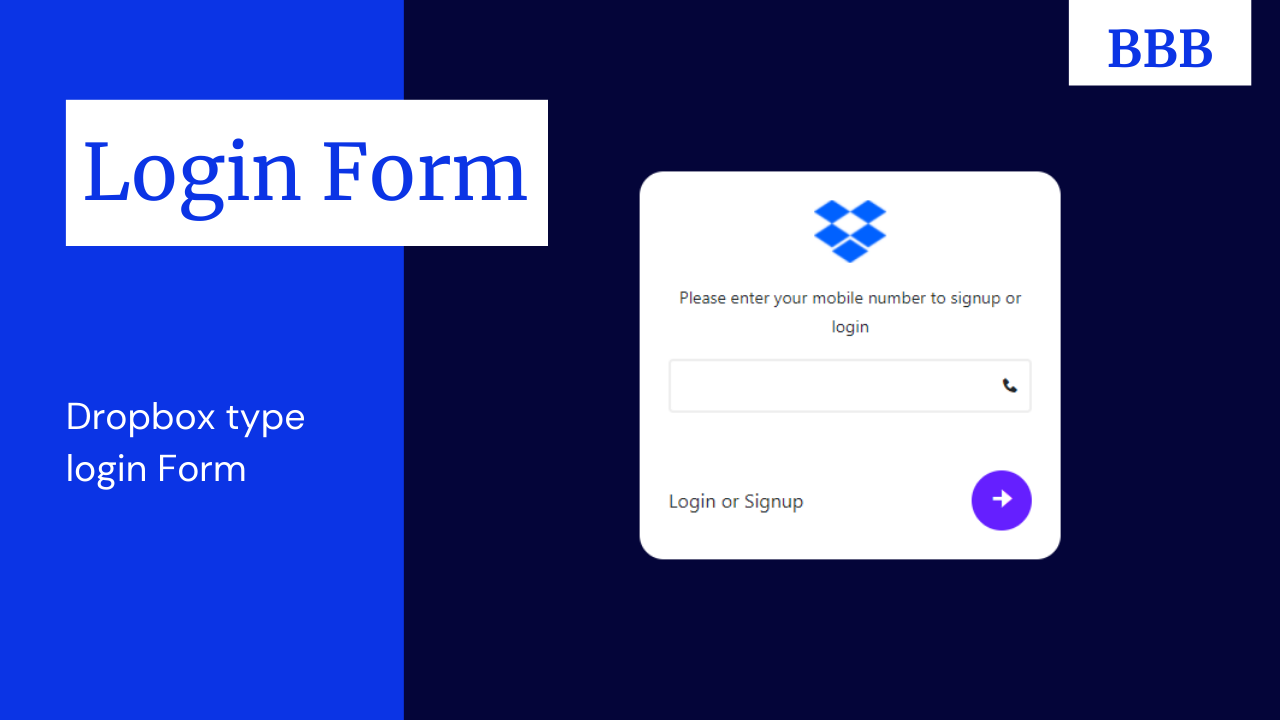 BBB
Login Form
Dropbox type
login Form
Please enter your mobile number to signup or
login
Login or Signup